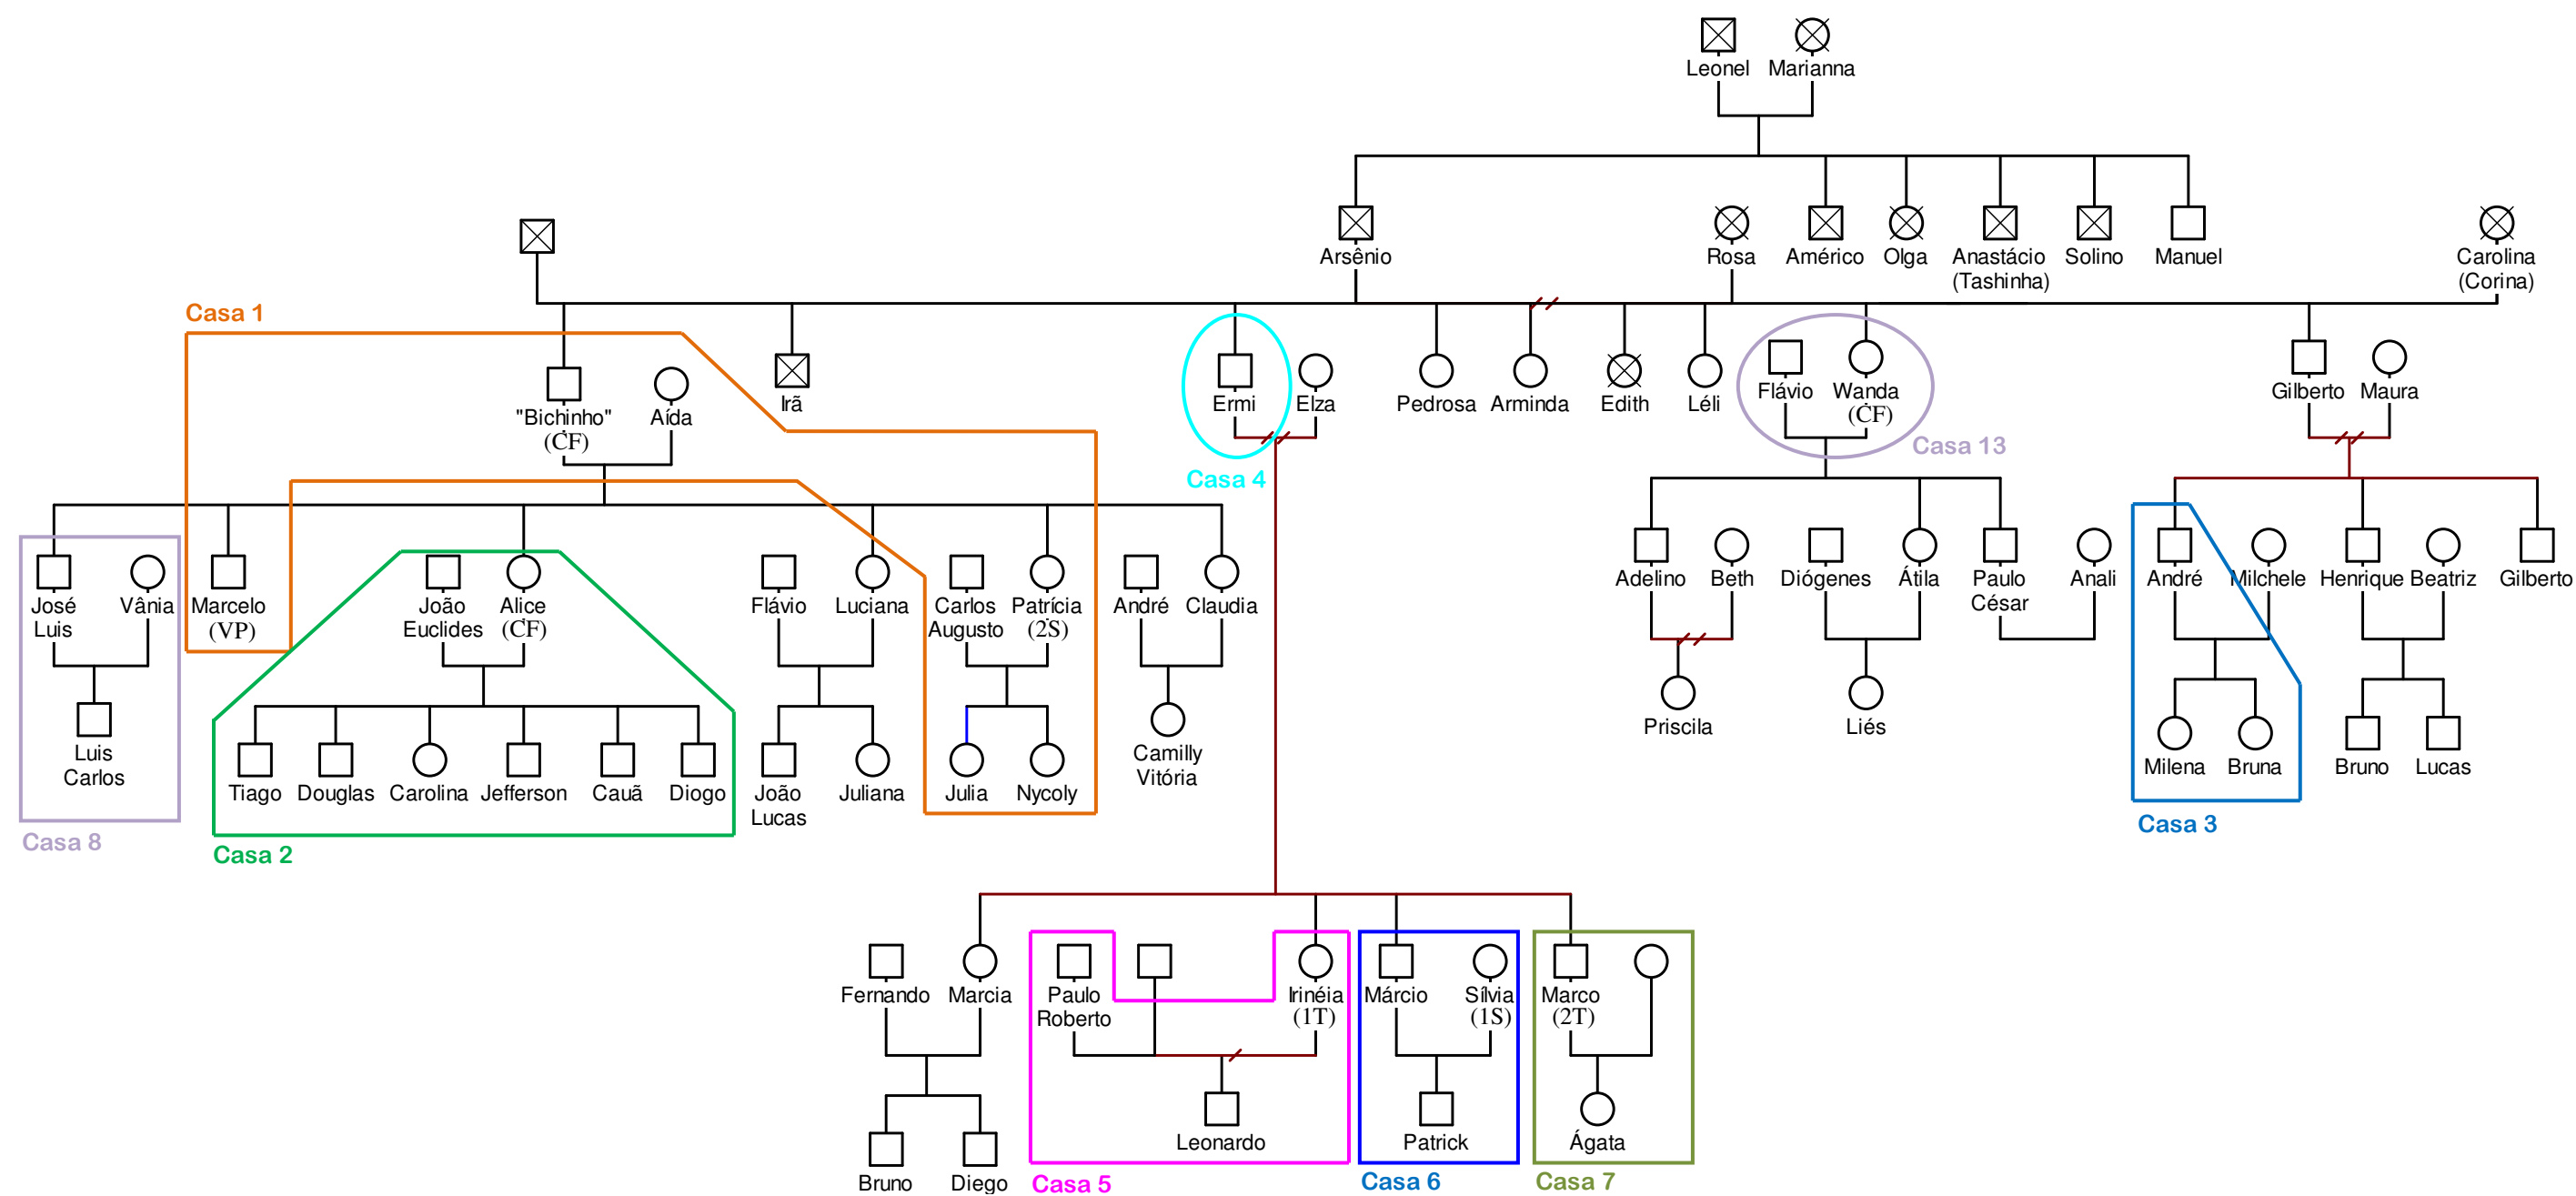 Leonel Marianna
Arsênio Rosa Américo Olga Anastácio Solino Manuel Carolina
(Tashinha) (Corina)
Casa 1
"Bichinho" Aída Irã Ermi Elza Pedrosa Arminda Edith Léli Flávio Wanda Gilberto Maura
(CF) (CF)
Casa 13
Casa 4
José Vânia Marcelo João Alice Flávio Luciana Carlos Patrícia André Claudia Adelino Beth Diógenes Átila Paulo Anali André Milchele Henrique Beatriz Gilberto
Luis (VP) Euclides (CF) Augusto (2S) César
Priscila Liés
Luis Camilly Milena Bruna Bruno Lucas
Carlos Vitória
Tiago Douglas Carolina Jefferson Cauã Diogo João Juliana Julia Nycoly
Lucas
Casa 3
Casa 8
Casa 2
Fernando Marcia Paulo Irinéia Márcio Sílvia Marco
Roberto (1T) (1S) (2T)
Leonardo Patrick Ágata
Bruno Diego Casa 5 Casa 6 Casa 7